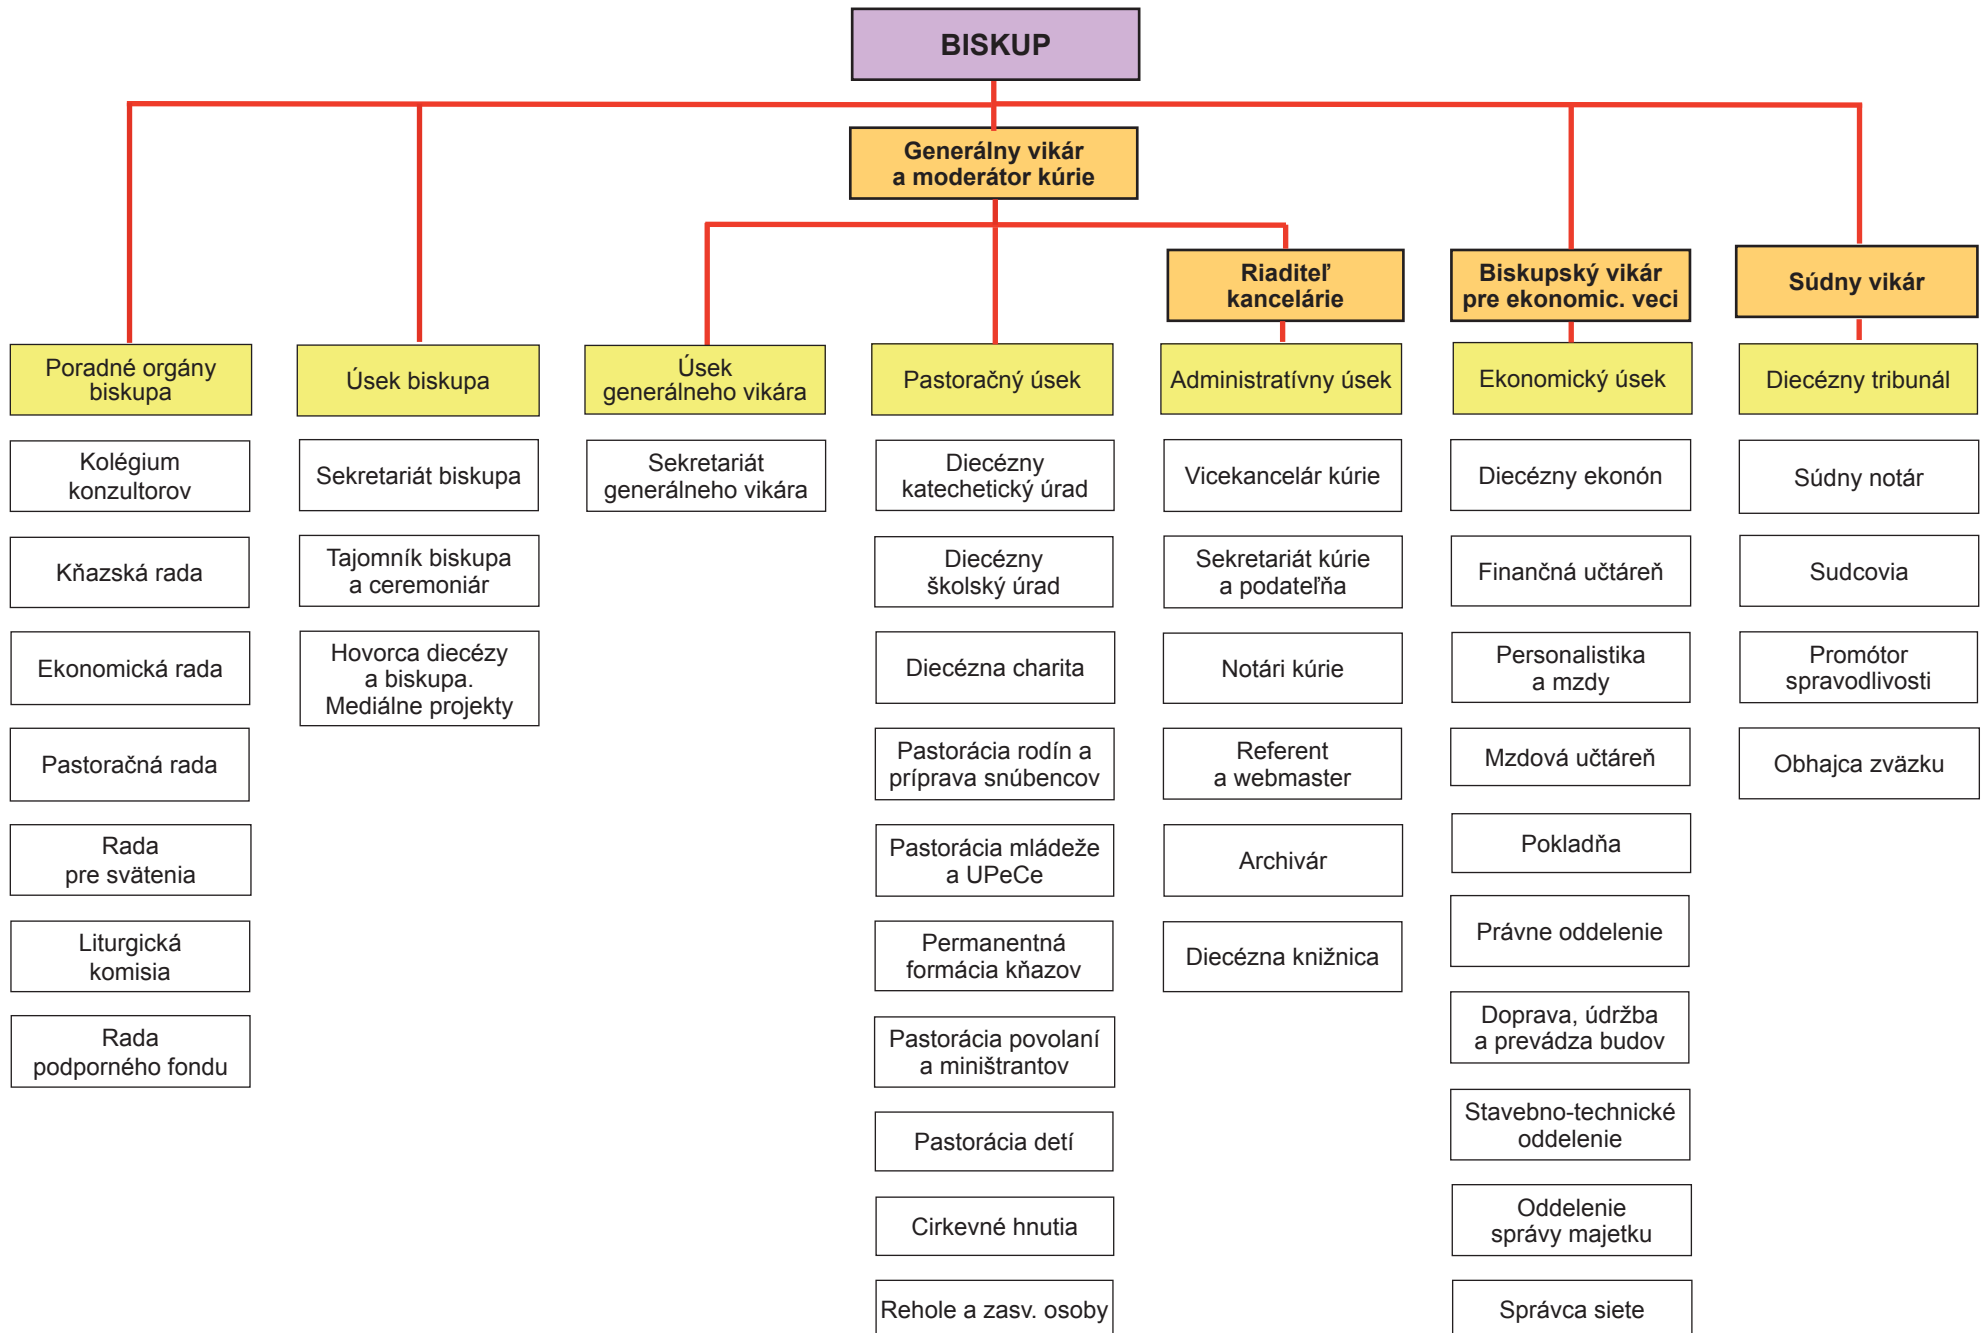 BISKUP
Generálny vikár
a moderátor kúrie
Riaditeľ
kancelárie
Biskupský vikár
pre ekonomic. veci
Súdny vikár
Poradné orgány
biskupa
Úsek biskupa
Úsek
generálneho vikára
Pastoračný úsek
Administratívny úsek
Ekonomický úsek
Diecézny tribunál
Kolégium
konzultorov
Kňazská rada
Ekonomická rada
Pastoračná rada
Rada
pre svätenia
Liturgická
komisia
Rada
podporného fondu
Sekretariát biskupa
Tajomník biskupa
a ceremoniár
Hovorca diecézy
a biskupa.
Mediálne projekty
Sekretariát
generálneho vikára
Diecézny
katechetický úrad
Diecézny
školský úrad
Diecézna charita
Pastorácia rodín a
príprava snúbencov
Pastorácia mládeže
a UPeCe
Permanentná
formácia kňazov
Pastorácia povolaní
a miništrantov
Pastorácia detí
Cirkevné hnutia
Rehole a zasv. osoby
Vicekancelár kúrie
Sekretariát kúrie
a podateľňa
Notári kúrie
Referent
a webmaster
Archivár
Diecézna knižnica
Diecézny ekonón
Finančná učtáreň
Personalistika
a mzdy
Mzdová učtáreň
Pokladňa
Právne oddelenie
Doprava, údržba
a prevádza budov
Stavebno-technické
oddelenie
Oddelenie
správy majetku
Správca siete
Súdny notár
Sudcovia
Promótor
spravodlivosti
Obhajca zväzku